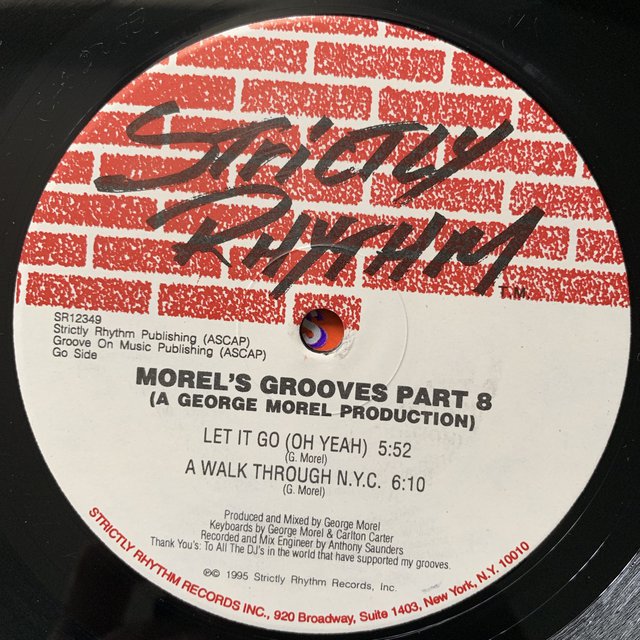 STRICTLY
RHYTHM
T.M.
SR12349
Strictly Rhythm Publishing (ASCAP)
Groove On Music Publishing (ASCAP)
Go Side
MOREL'S GROOVES PART 8
(A GEORGE MOREL PRODUCTION)
LET IT GO (OH YEAH) 5:52
(G. Morel)
A WALK THROUGH N.Y.C. 6:10
(G. Morel)
Produced and Mixed by George Morel
Keyboards by George Morel & Carlton Carter
Recorded and Mix Engineer by Anthony Saunders
Thank You's: To All The DJ's in the world that have supported my grooves.
℗© 1995 Strictly Rhythm Records, Inc.
STRICTLY RHYTHM RECORDS INC., 920 Broadway, Suite 1403, New York, N.Y. 10010